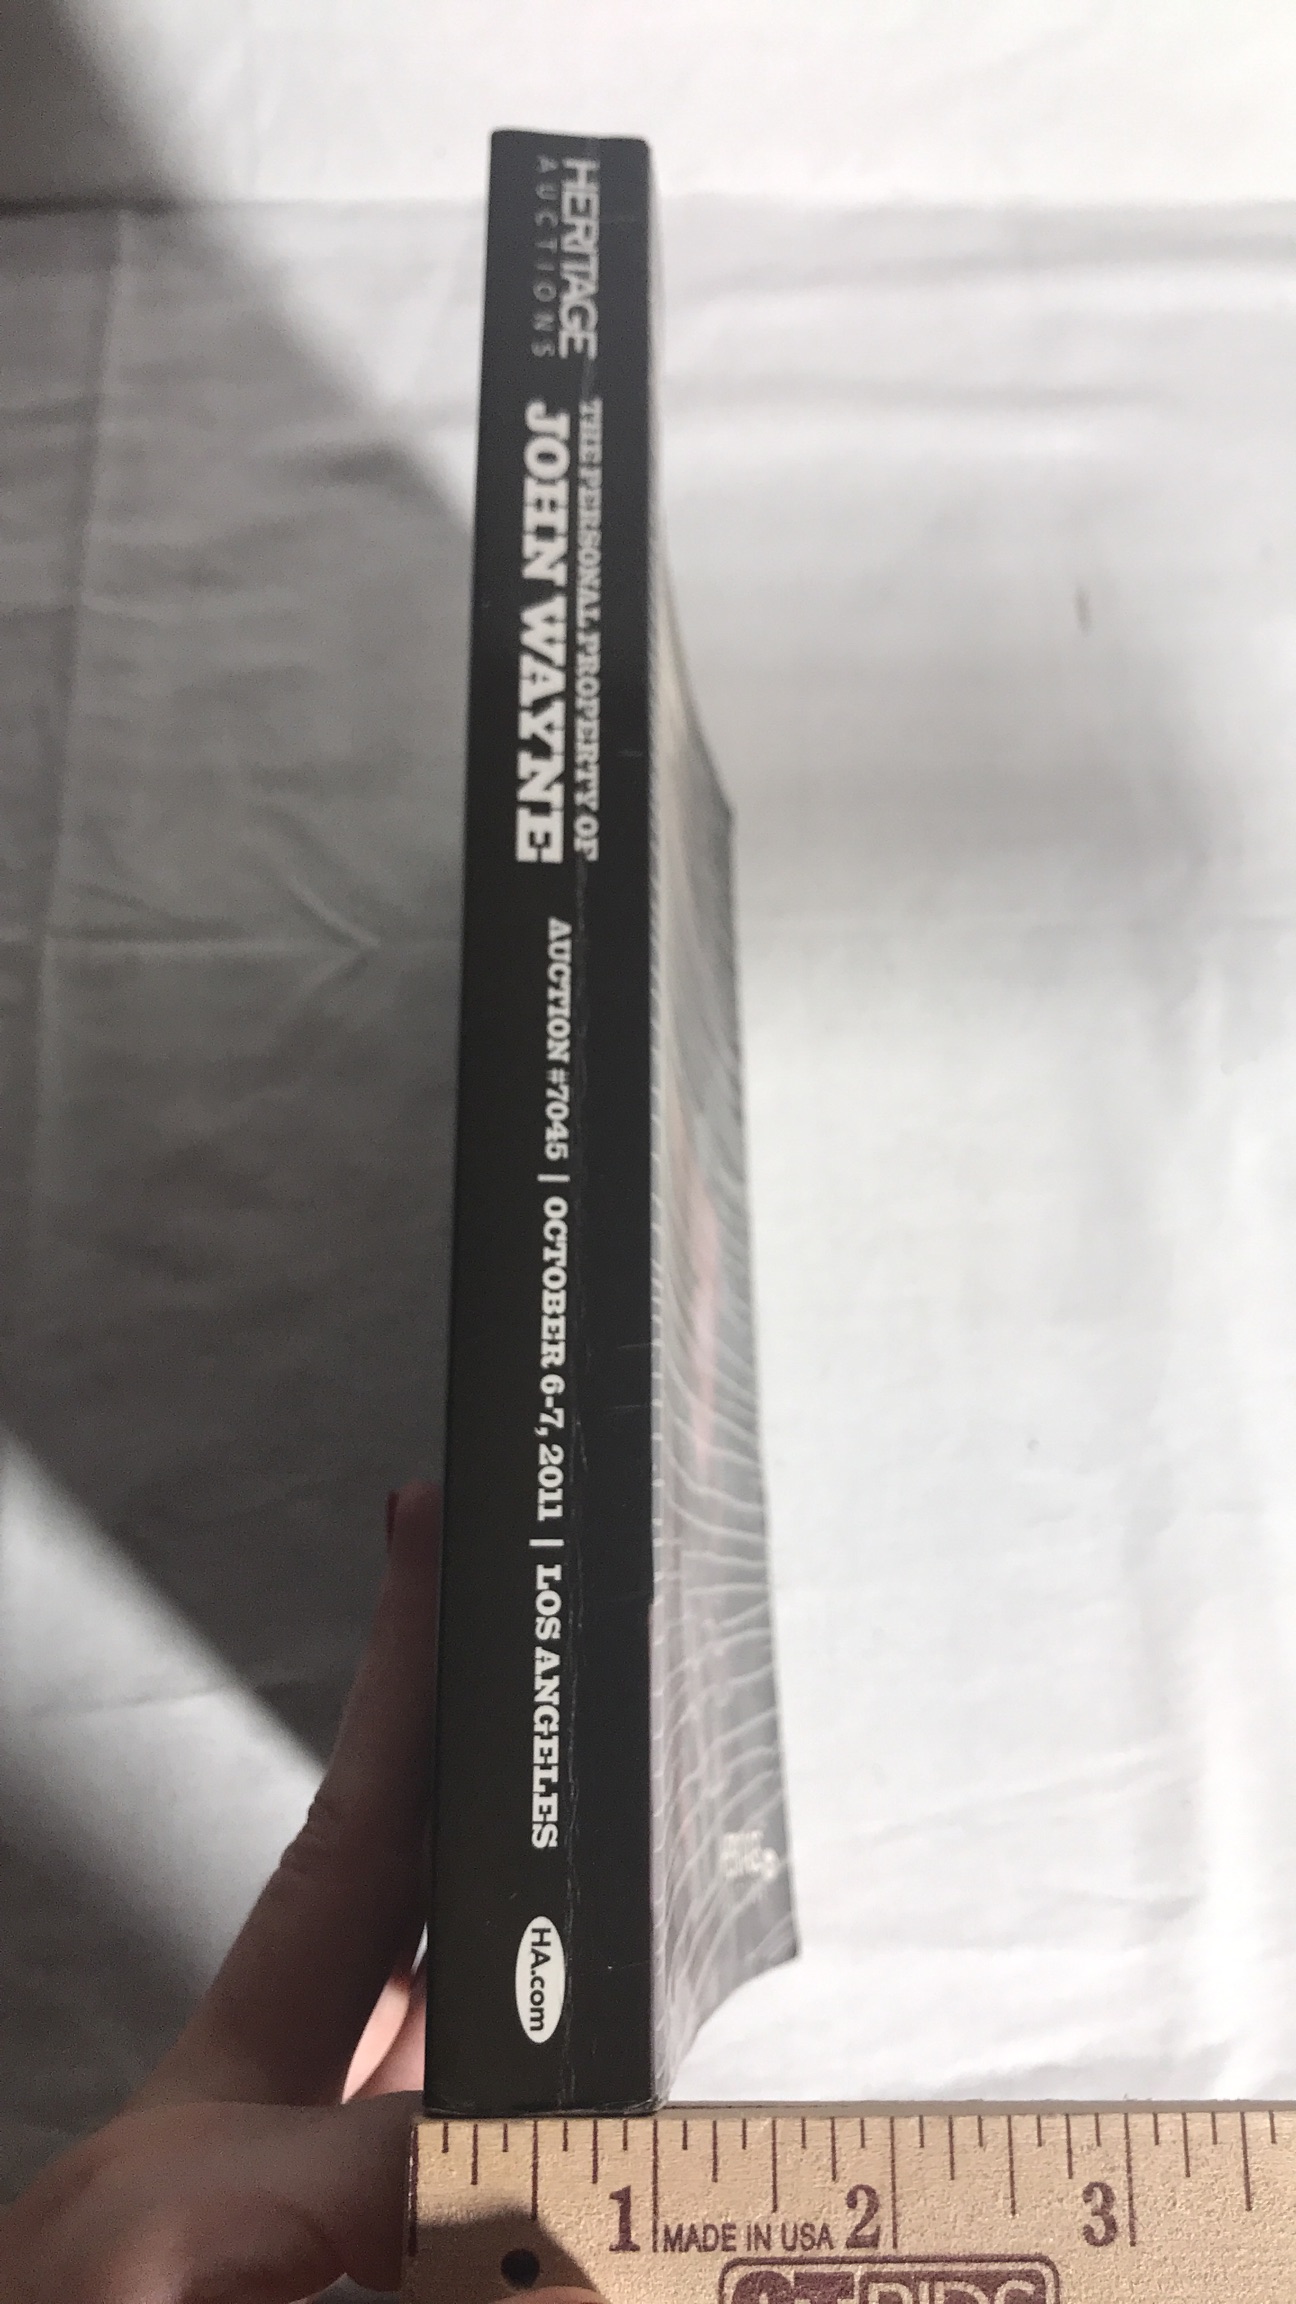 HERITAGE
AUCTIONS
THE PERSONAL PROPERTY OF
JOHN WAYNE
AUCTION #7045 | OCTOBER 6-7, 2011 | LOS ANGELES
HA.com
1 2 3
MADE IN USA